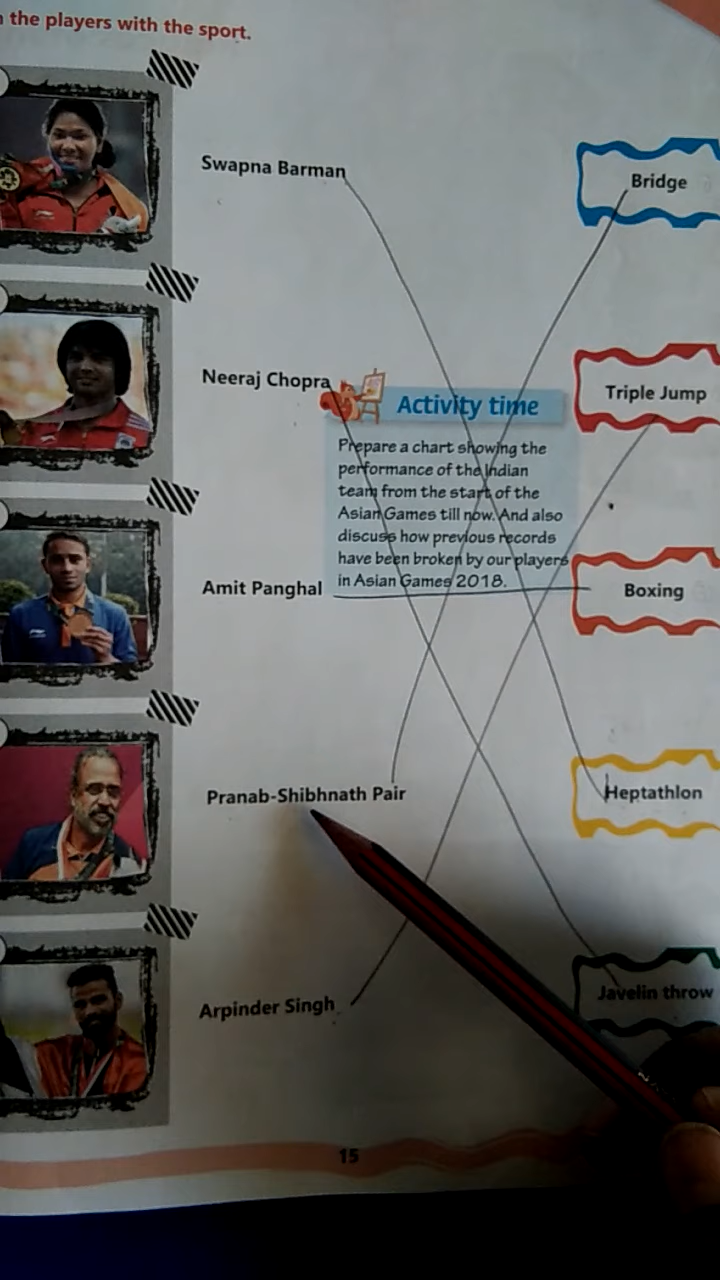 the players with the sport.
Swapna Barman
Bridge
Neeraj Chopra
Triple Jump
Activity time
Prepare a chart showing the
performance of the Indian
team from the start of the
Asian Games till now. And also
discuss how previous records
have been broken by our players
in Asian Games 2018.
Amit Panghal
Boxing
Pranab-Shibhnath Pair
Heptathlon
Arpinder Singh
Javelin throw
15